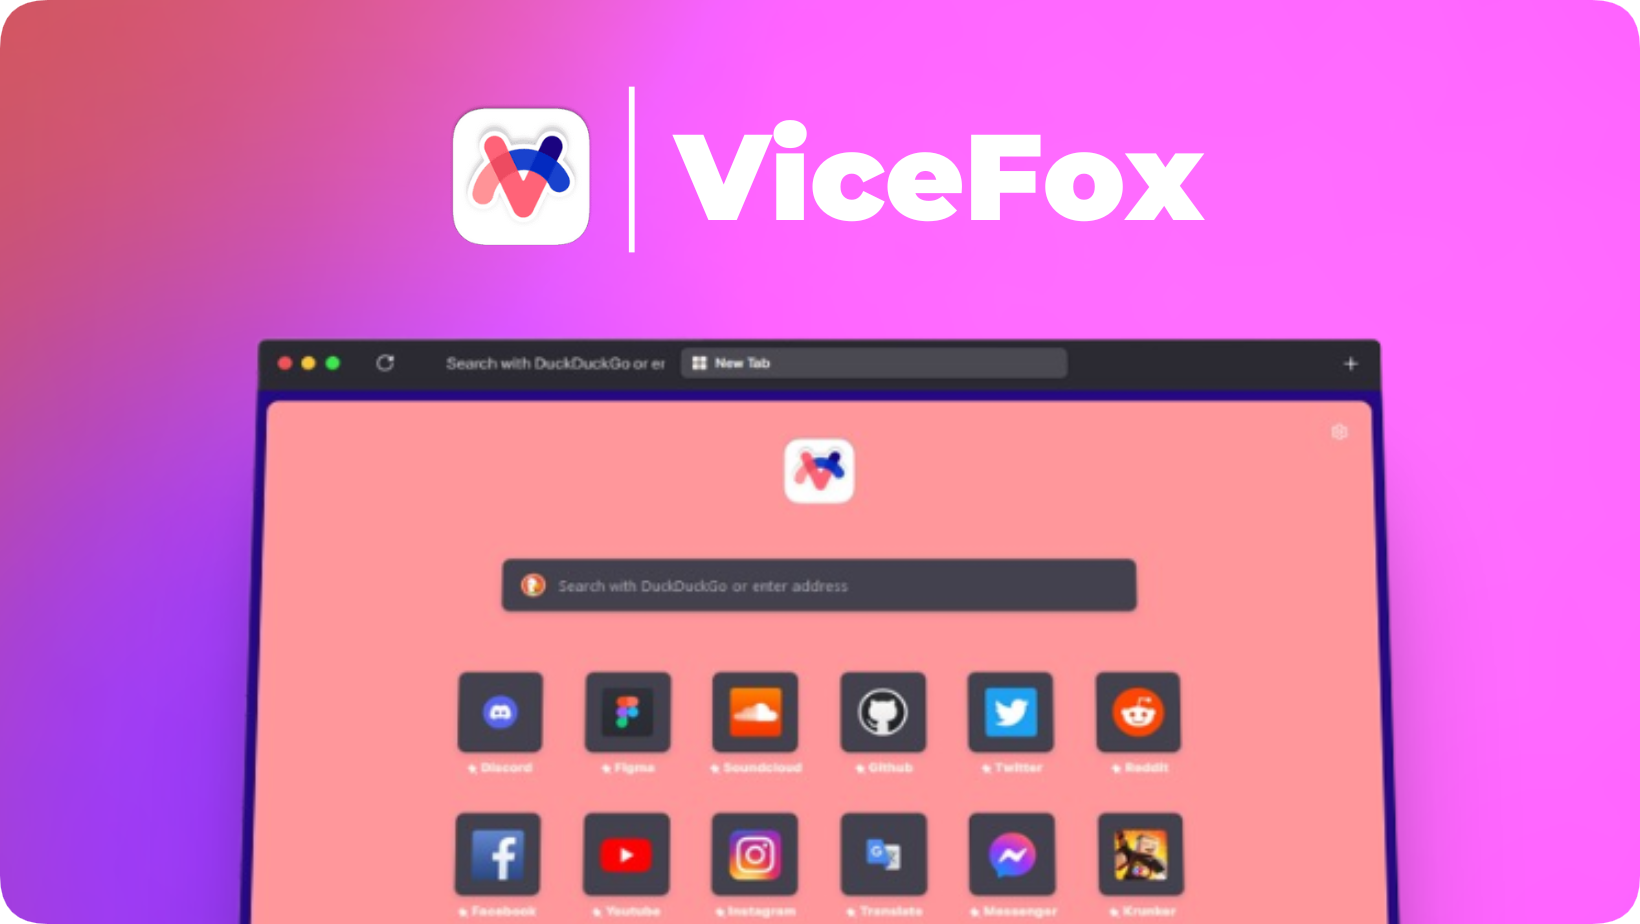 ViceFox
Search with DuckDuckGo or er
New Tab
Search with DuckDuckGo or enter address
Discord Figma Soundcloud Github Twitter Reddit
Facebook Youtube Instagram Translate Messenger Krunker